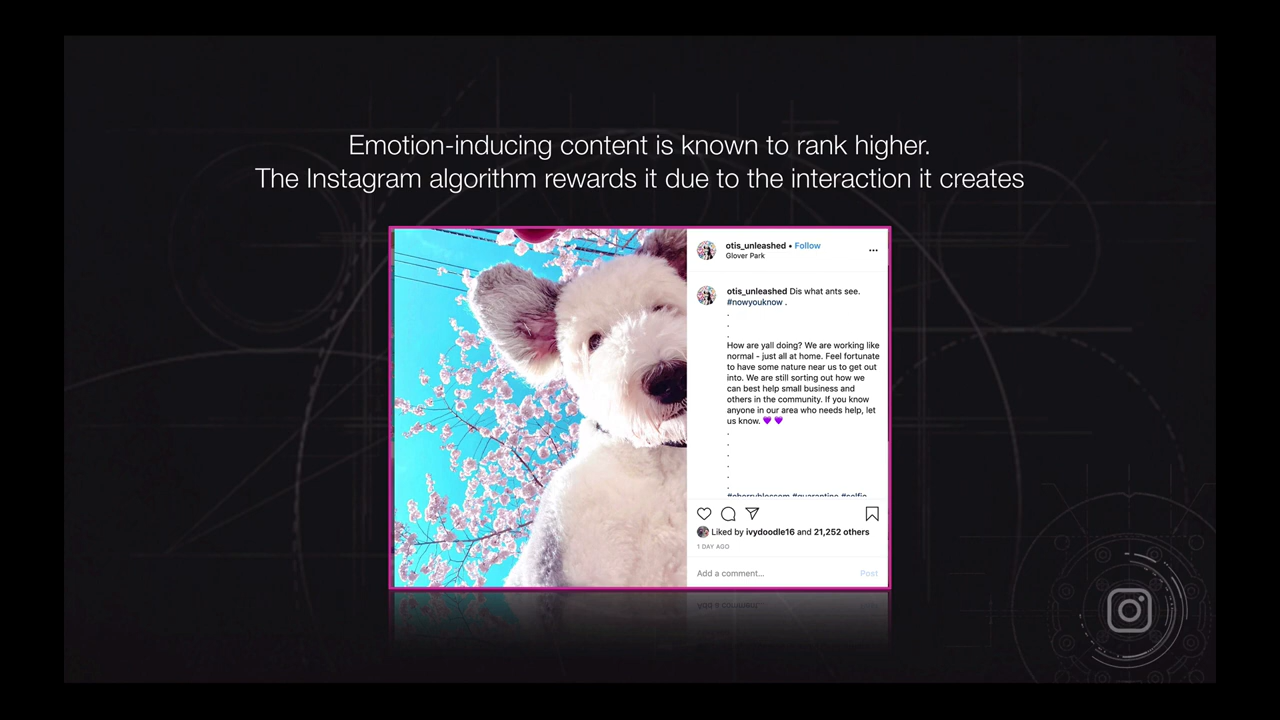 Emotion-inducing content is known to rank higher.
The Instagram algorithm rewards it due to the interaction it creates
otis_unleashed • Follow
Glover Park
otis_unleashed Dis what ants see.
#nowyouknow .
.
.
.
How are yall doing? We are working like
normal - just all at home. Feel fortunate
to have some nature near us to get out
into. We are still sorting out how we
can best help small business and
others in the community. If you know
anyone in our area who needs help, let
us know. 💜 💜
.
.
.
.
.
.
#cherryblossom #quarantine #selfie
Liked by ivydoodle16 and 21,252 others
1 DAY AGO
Add a comment... Post